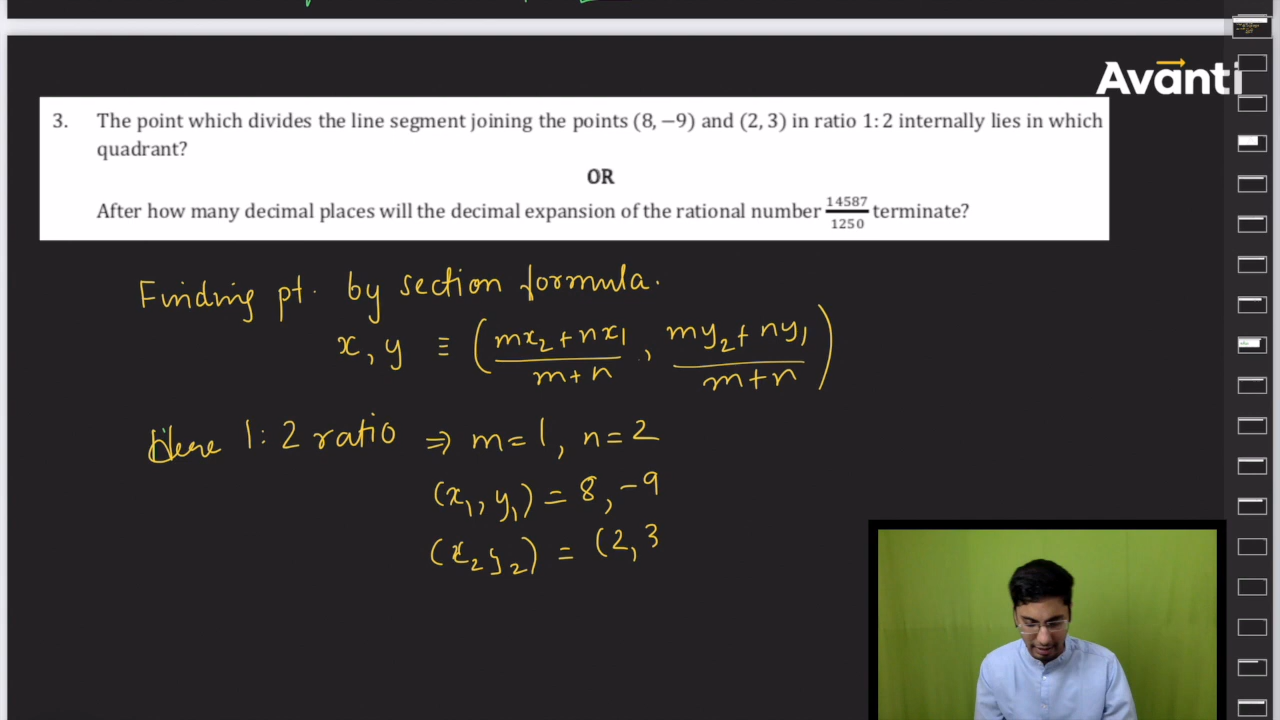 Avanti
3. The point which divides the line segment joining the points (8, −9) and (2, 3) in ratio 1: 2 internally lies in which
quadrant?
OR
After how many decimal places will the decimal expansion of the rational number 14587/1250 terminate?
Finding pt. by section formula.
x, y ≡ ( mx₂ + nx₁ / m + n , my₂ + ny₁ / m + n )
Here 1:2 ratio ⇒ m = 1, n = 2
(x₁, y₁) = 8, −9
(x₂ y₂) = (2, 3